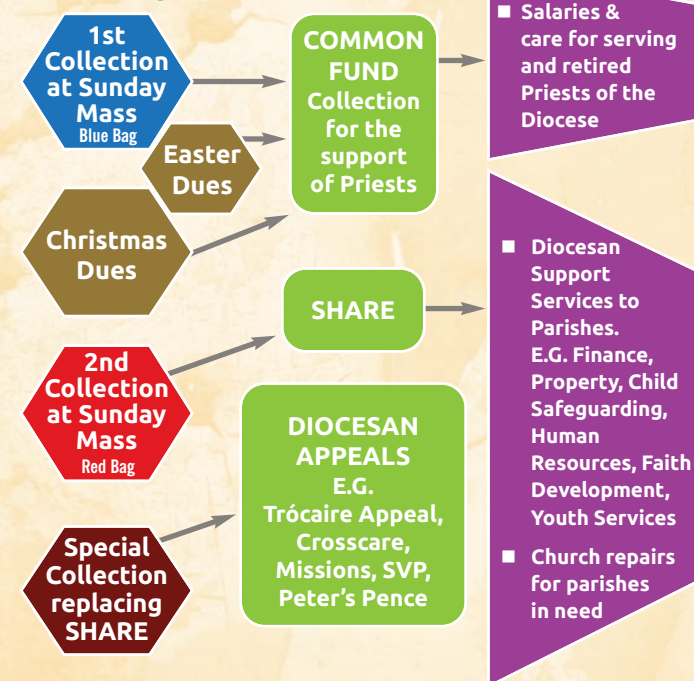 1st
Collection
at Sunday
Mass
Blue Bag
Easter
Dues
Christmas
Dues
2nd
Collection
at Sunday
Mass
Red Bag
Special
Collection
replacing
SHARE
COMMON
FUND
Collection
for the
support
of Priests
SHARE
DIOCESAN
APPEALS
E.G.
Trócaire Appeal,
Crosscare,
Missions, SVP,
Peter's Pence
■ Salaries &
care for serving
and retired
Priests of the
Diocese
■ Diocesan
Support
Services to
Parishes.
E.G. Finance,
Property, Child
Safeguarding,
Human
Resources, Faith
Development,
Youth Services
■ Church repairs
for parishes
in need